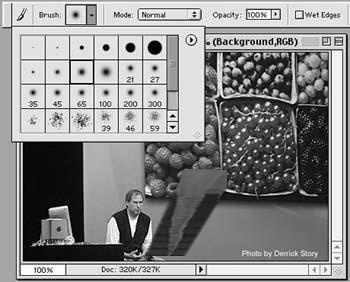 Brush: Mode: Normal Opacity: 100% Wet Edges
(Background,RGB)
21 27
35 45 65 100 200 300
39 46 59
Photo by Derrick Story
100% Doc: 320K/327K